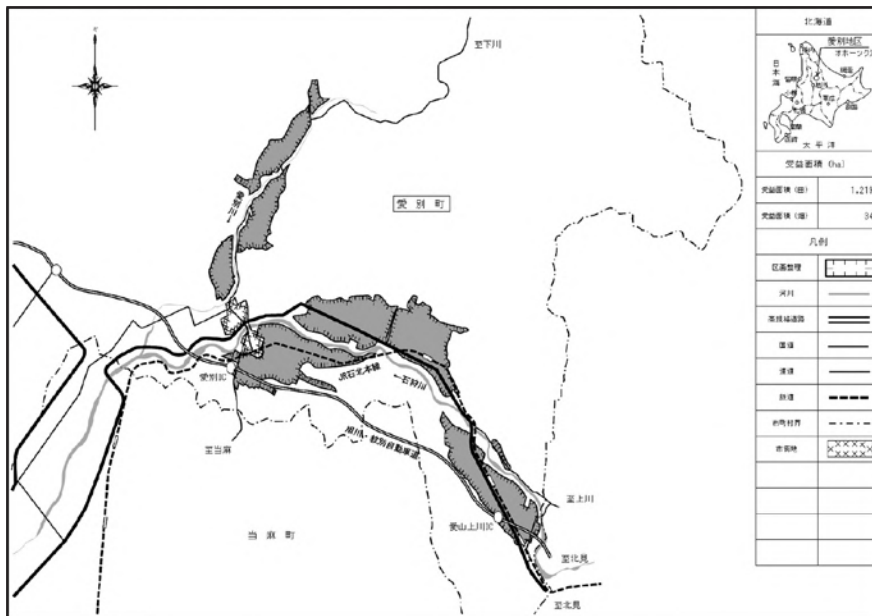 至下川
愛別川
愛別町
愛別IC
JR石北本線
石狩川
至当麻
旭川・紋別自動車道
当麻町
愛山上川IC
至上川
至北見
至北見
北海道
愛別地区
オホーツク
日本海
太平洋
受益面積 (ha)
受益面積 (田)
受益面積 (畑)
凡例
区画整理
河川
高規格道路
国道
道道
鉄道
市町村界
市街地